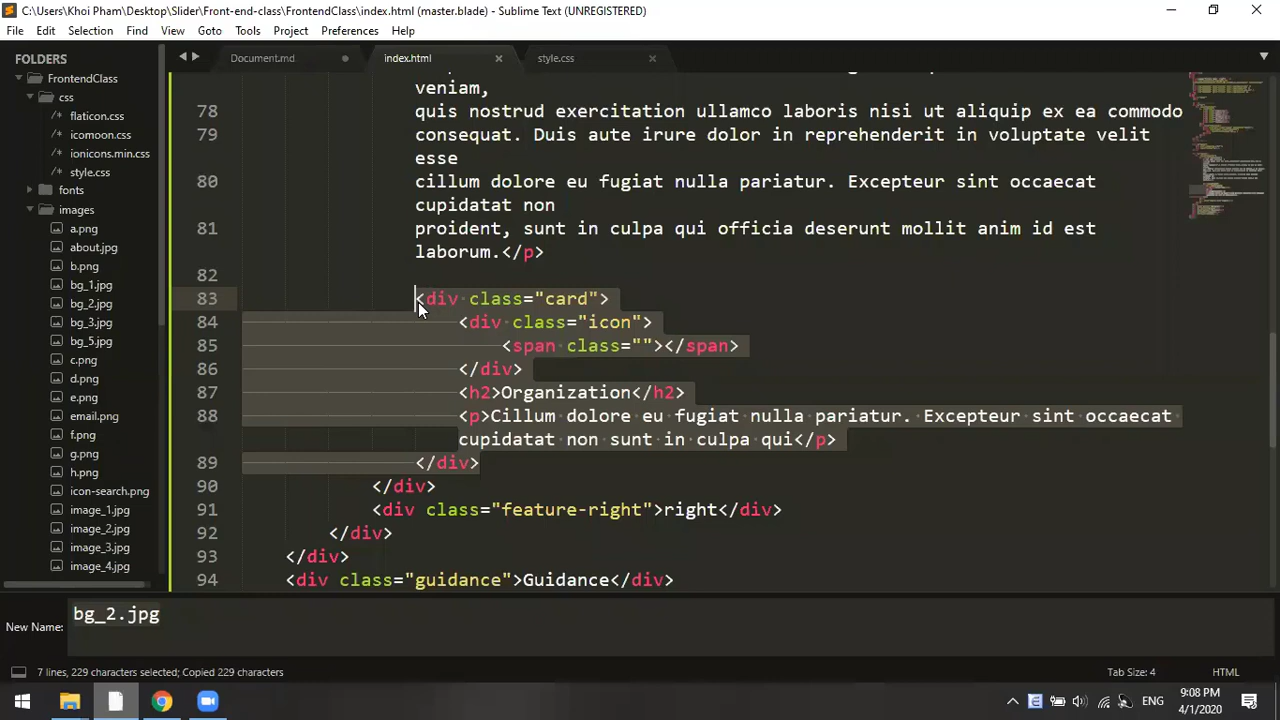 C:\Users\Khoi Pham\Desktop\Slider\Front-end-class\FrontendClass\index.html (master.blade) - Sublime Text (UNREGISTERED)
File Edit Selection Find View Goto Tools Project Preferences Help
FOLDERS
FrontendClass
css
flaticon.css
icomoon.css
ionicons.min.css
style.css
fonts
images
a.png
about.jpg
b.png
bg_1.jpg
bg_2.jpg
bg_3.jpg
bg_5.jpg
c.png
d.png
e.png
email.png
f.png
g.png
h.png
icon-search.png
image_1.jpg
image_2.jpg
image_3.jpg
image_4.jpg
Document.md index.html style.css
veniam,
78 quis nostrud exercitation ullamco laboris nisi ut aliquip ex ea commodo
79 consequat. Duis aute irure dolor in reprehenderit in voluptate velit
esse
80 cillum dolore eu fugiat nulla pariatur. Excepteur sint occaecat
cupidatat non
81 proident, sunt in culpa qui officia deserunt mollit anim id est
laborum.</p>
82
83 <div class="card">
84 <div class="icon">
85 <span class=""></span>
86 </div>
87 <h2>Organization</h2>
88 <p>Cillum dolore eu fugiat nulla pariatur. Excepteur sint occaecat
cupidatat non sunt in culpa qui</p>
89 </div>
90 </div>
91 <div class="feature-right">right</div>
92 </div>
93 </div>
94 <div class="guidance">Guidance</div>
New Name: bg_2.jpg
7 lines, 229 characters selected; Copied 229 characters
Tab Size: 4 HTML
ENG
9:08 PM
4/1/2020